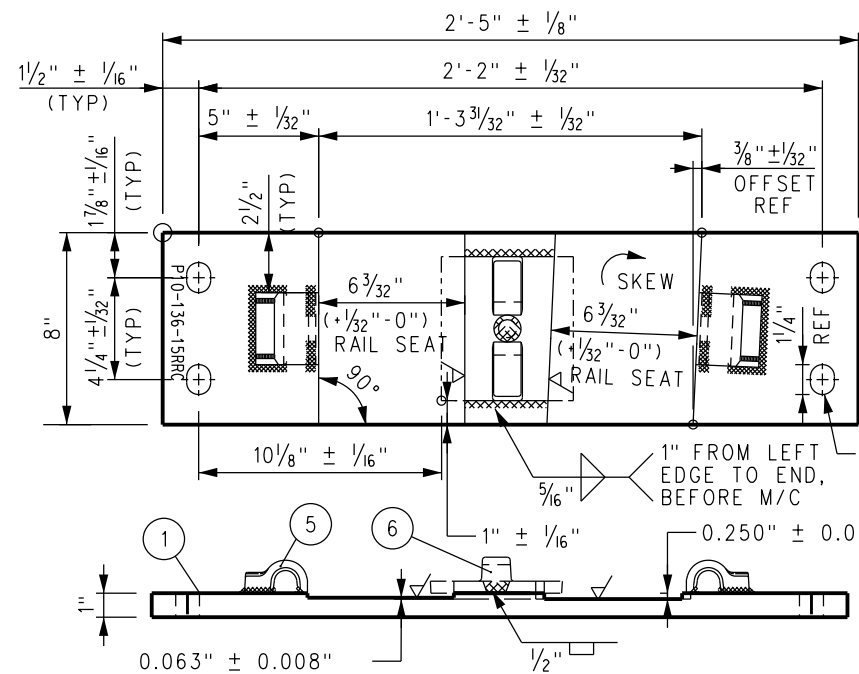 2'-5" ± 1/8"
1 1/2" ± 1/16"
(TYP)
2'-2" ± 1/32"
5" ± 1/32"
1'-3 31/32" ± 1/32"
3/8" ± 1/32"
OFFSET
REF
1 7/8" ± 1/16"
(TYP)
2 1/2"
(TYP)
8"
4 1/4" ± 1/32"
(TYP)
P10-136-15RRC
6 3/32"
(+1/32"-0")
RAIL SEAT
90°
SKEW
6 3/32"
(+1/32"-0")
RAIL SEAT
1 1/4"
REF
10 1/8" ± 1/16"
5/16"
1" FROM LEFT
EDGE TO END,
BEFORE M/C
1" ± 1/16"
1
5
6
0.250" ± 0.0
1"
0.063" ± 0.008"
1/2"